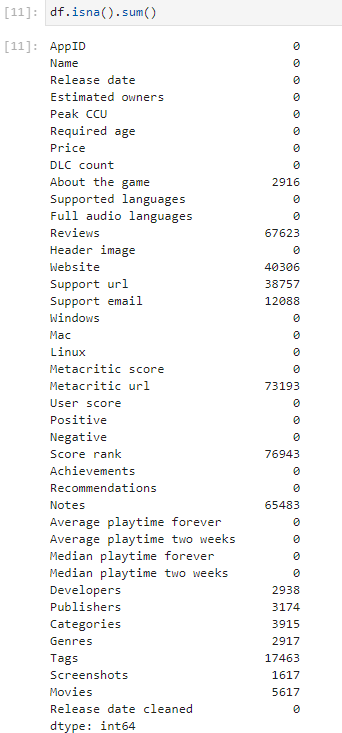 [11]: df.isna().sum()
[11]: AppID 0
Name 0
Release date 0
Estimated owners 0
Peak CCU 0
Required age 0
Price 0
DLC count 0
About the game 2916
Supported languages 0
Full audio languages 0
Reviews 67623
Header image 0
Website 40306
Support url 38757
Support email 12088
Windows 0
Mac 0
Linux 0
Metacritic score 0
Metacritic url 73193
User score 0
Positive 0
Negative 0
Score rank 76943
Achievements 0
Recommendations 0
Notes 65483
Average playtime forever 0
Average playtime two weeks 0
Median playtime forever 0
Median playtime two weeks 0
Developers 2938
Publishers 3174
Categories 3915
Genres 2917
Tags 17463
Screenshots 1617
Movies 5617
Release date cleaned 0
dtype: int64